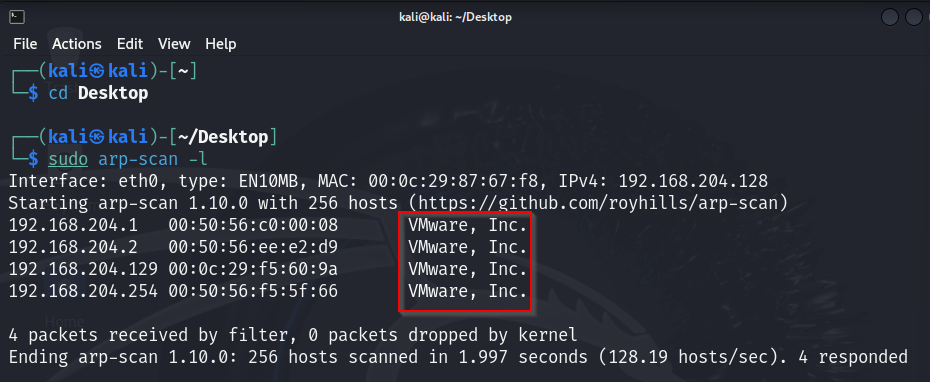 kali@kali: ~/Desktop
File Actions Edit View Help
┌──(kali㉿kali)-[~]
└─$ cd Desktop
┌──(kali㉿kali)-[~/Desktop]
└─$ sudo arp-scan -l
Interface: eth0, type: EN10MB, MAC: 00:0c:29:87:67:f8, IPv4: 192.168.204.128
Starting arp-scan 1.10.0 with 256 hosts (https://github.com/royhills/arp-scan)
192.168.204.1 00:50:56:c0:00:08 VMware, Inc.
192.168.204.2 00:50:56:ee:e2:d9 VMware, Inc.
192.168.204.129 00:0c:29:f5:60:9a VMware, Inc.
192.168.204.254 00:50:56:f5:5f:66 VMware, Inc.
Home
4 packets received by filter, 0 packets dropped by kernel
Ending arp-scan 1.10.0: 256 hosts scanned in 1.997 seconds (128.19 hosts/sec). 4 responded